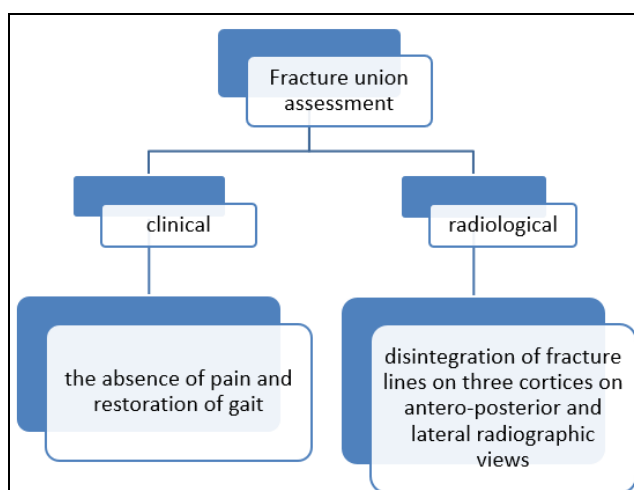 Fracture union
assessment
clinical
radiological
the absence of pain and
restoration of gait
disintegration of fracture
lines on three cortices on
antero-posterior and
lateral radiographic
views